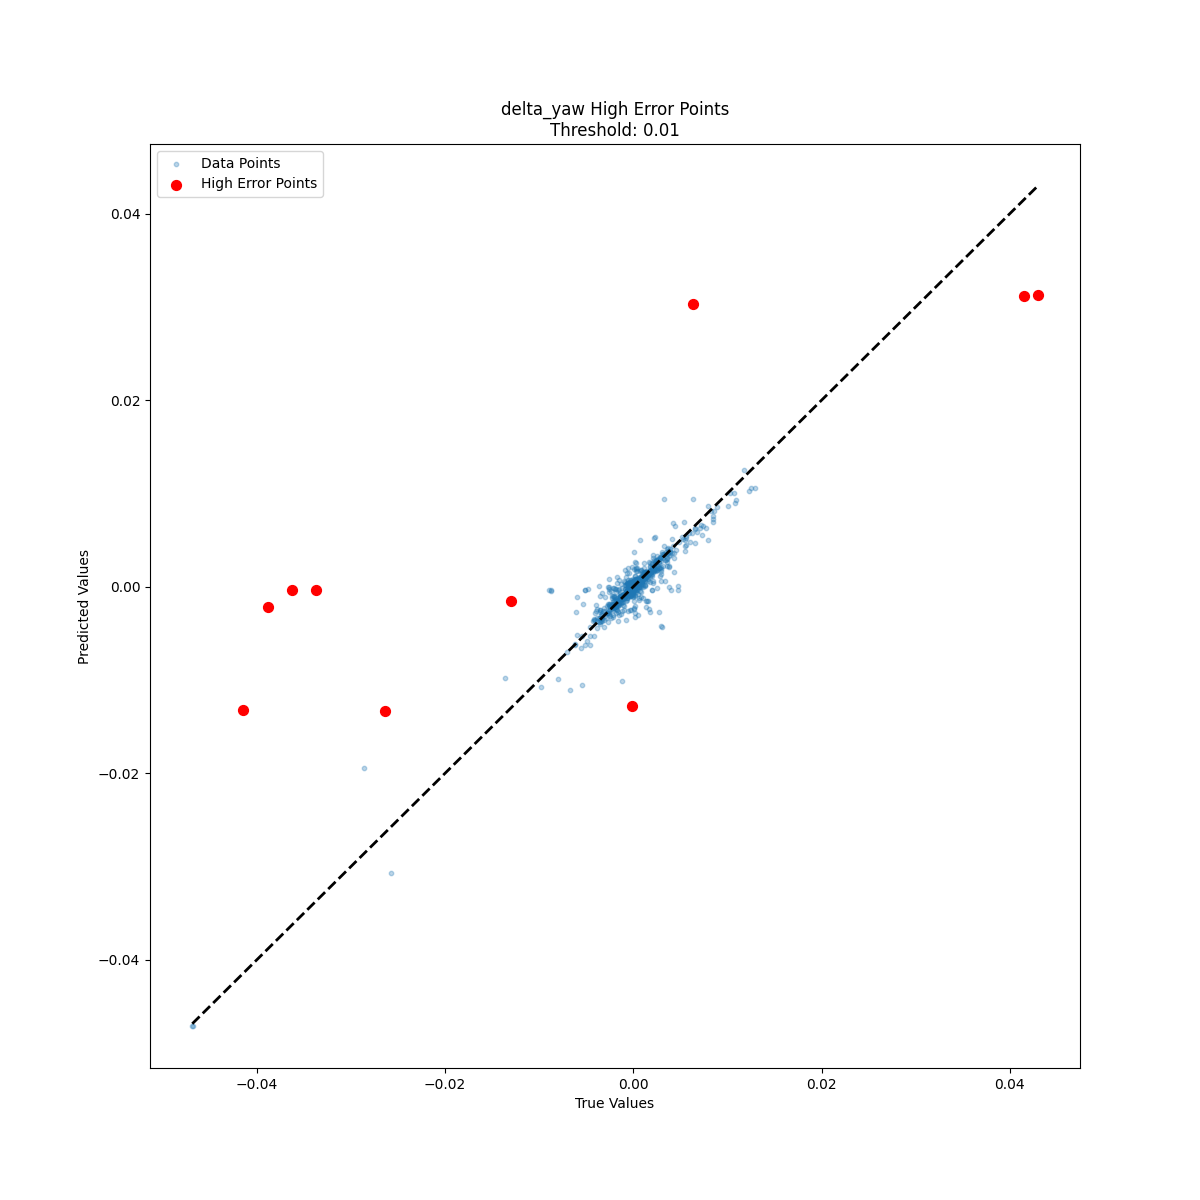 delta_yaw High Error Points
Threshold: 0.01
Data Points
High Error Points
0.04
0.02
0.00
−0.02
−0.04
Predicted Values
−0.04
−0.02
0.00
0.02
0.04
True Values